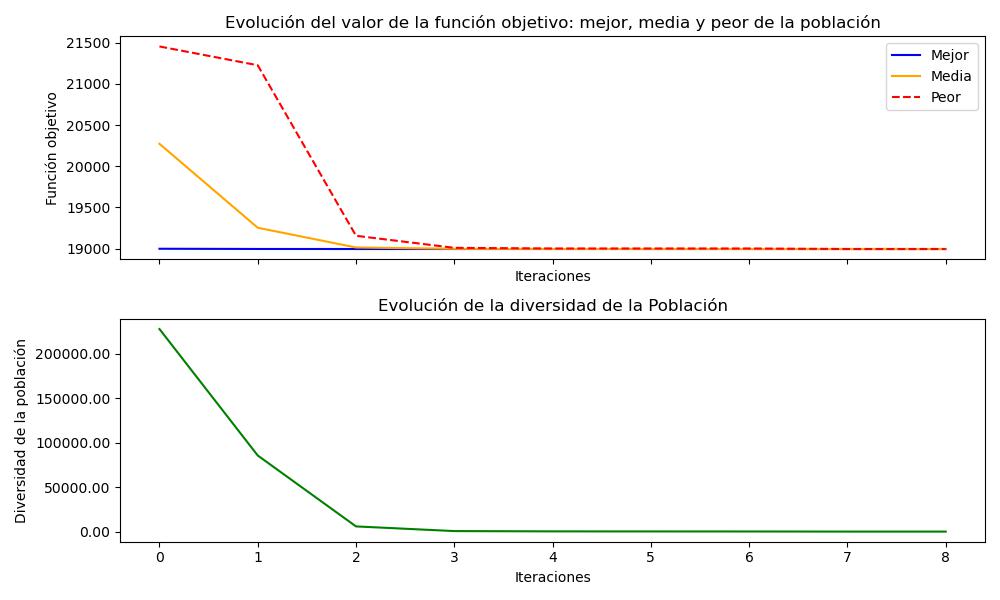 Evolución del valor de la función objetivo: mejor, media y peor de la población
Función objetivo
21500
21000
20500
20000
19500
19000
Mejor
Media
Peor
Iteraciones
Evolución de la diversidad de la Población
Diversidad de la población
200000.00
150000.00
100000.00
50000.00
0.00
0 1 2 3 4 5 6 7 8
Iteraciones